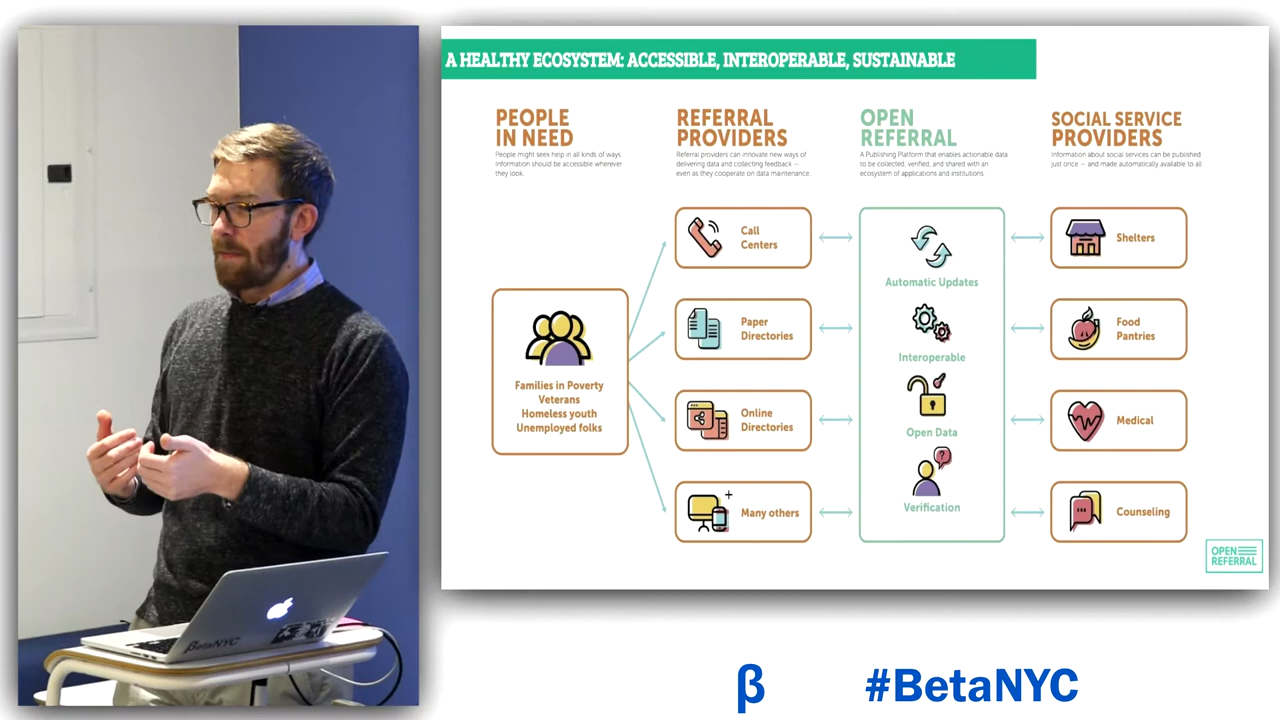 A HEALTHY ECOSYSTEM: ACCESSIBLE, INTEROPERABLE, SUSTAINABLE
PEOPLE
IN NEED
People might seek help in all kinds of ways
Information should be accessible wherever
they look.
REFERRAL
PROVIDERS
Referral providers can innovate new ways of
delivering data and collecting feedback —
even as they cooperate on data maintenance.
OPEN
REFERRAL
A Publishing Platform that enables actionable data
to be collected, verified, and shared with an
ecosystem of applications and institutions.
SOCIAL SERVICE
PROVIDERS
Information about social services can be published
just once — and made automatically available to all.
Families in Poverty
Veterans
Homeless youth
Unemployed folks
Call
Centers
Paper
Directories
Online
Directories
Many others
Automatic Updates
Interoperable
Open Data
Verification
Shelters
Food
Pantries
Medical
Counseling
OPEN
REFERRAL
βetaNYC
β #BetaNYC